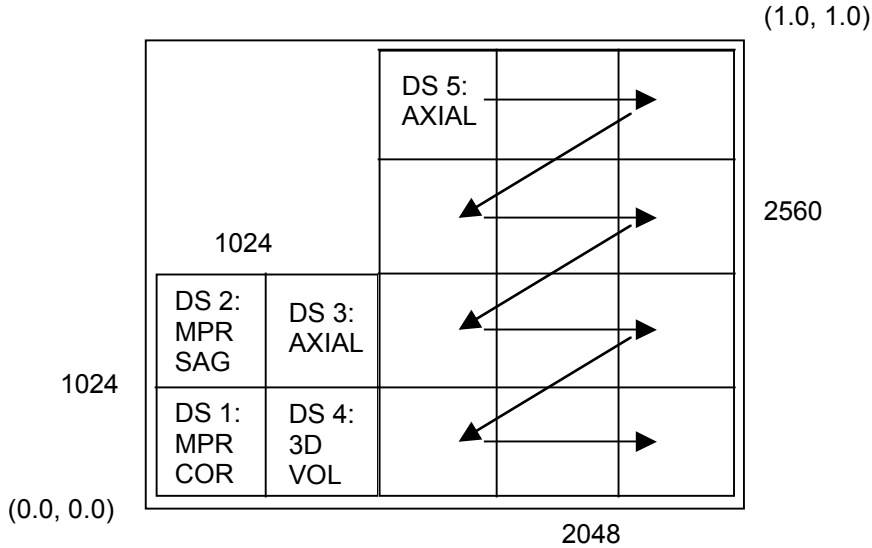 (1.0, 1.0)
DS 5:
AXIAL
2560
1024
DS 2:
MPR
SAG
DS 3:
AXIAL
1024
DS 1:
MPR
COR
DS 4:
3D
VOL
(0.0, 0.0)
2048